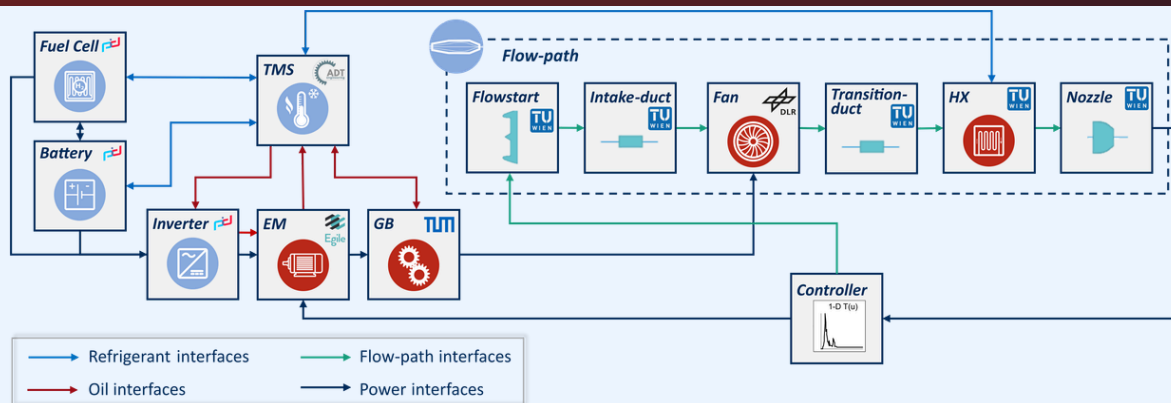 Fuel Cell
TMS
ADT
Flow-path
Flowstart
TU
WIEN
Intake-duct
TU
WIEN
Fan
DLR
Transition-
duct
TU
WIEN
HX
TU
WIEN
Nozzle
TU
WIEN
Battery
Inverter
EM
Egile
GB
TUM
Controller
1-D T(u)
Refrigerant interfaces
Flow-path interfaces
Oil interfaces
Power interfaces